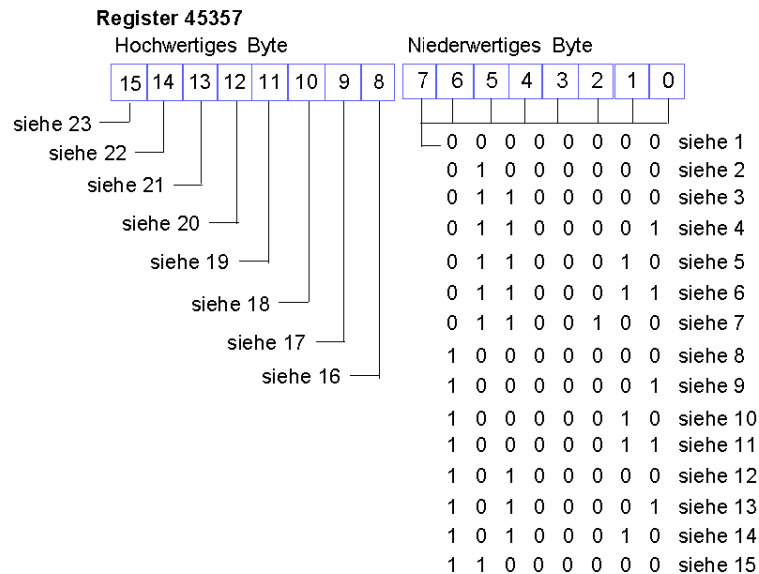 Register 45357
Hochwertiges Byte Niederwertiges Byte
15 14 13 12 11 10 9 8 7 6 5 4 3 2 1 0
siehe 23
siehe 22
siehe 21
siehe 20
siehe 19
siehe 18
siehe 17
siehe 16
0 0 0 0 0 0 0 0 siehe 1
0 1 0 0 0 0 0 0 siehe 2
0 1 1 0 0 0 0 0 siehe 3
0 1 1 0 0 0 0 1 siehe 4
0 1 1 0 0 0 1 0 siehe 5
0 1 1 0 0 0 1 1 siehe 6
0 1 1 0 0 1 0 0 siehe 7
1 0 0 0 0 0 0 0 siehe 8
1 0 0 0 0 0 0 1 siehe 9
1 0 0 0 0 0 1 0 siehe 10
1 0 0 0 0 0 1 1 siehe 11
1 0 1 0 0 0 0 0 siehe 12
1 0 1 0 0 0 0 1 siehe 13
1 0 1 0 0 0 1 0 siehe 14
1 1 0 0 0 0 0 0 siehe 15